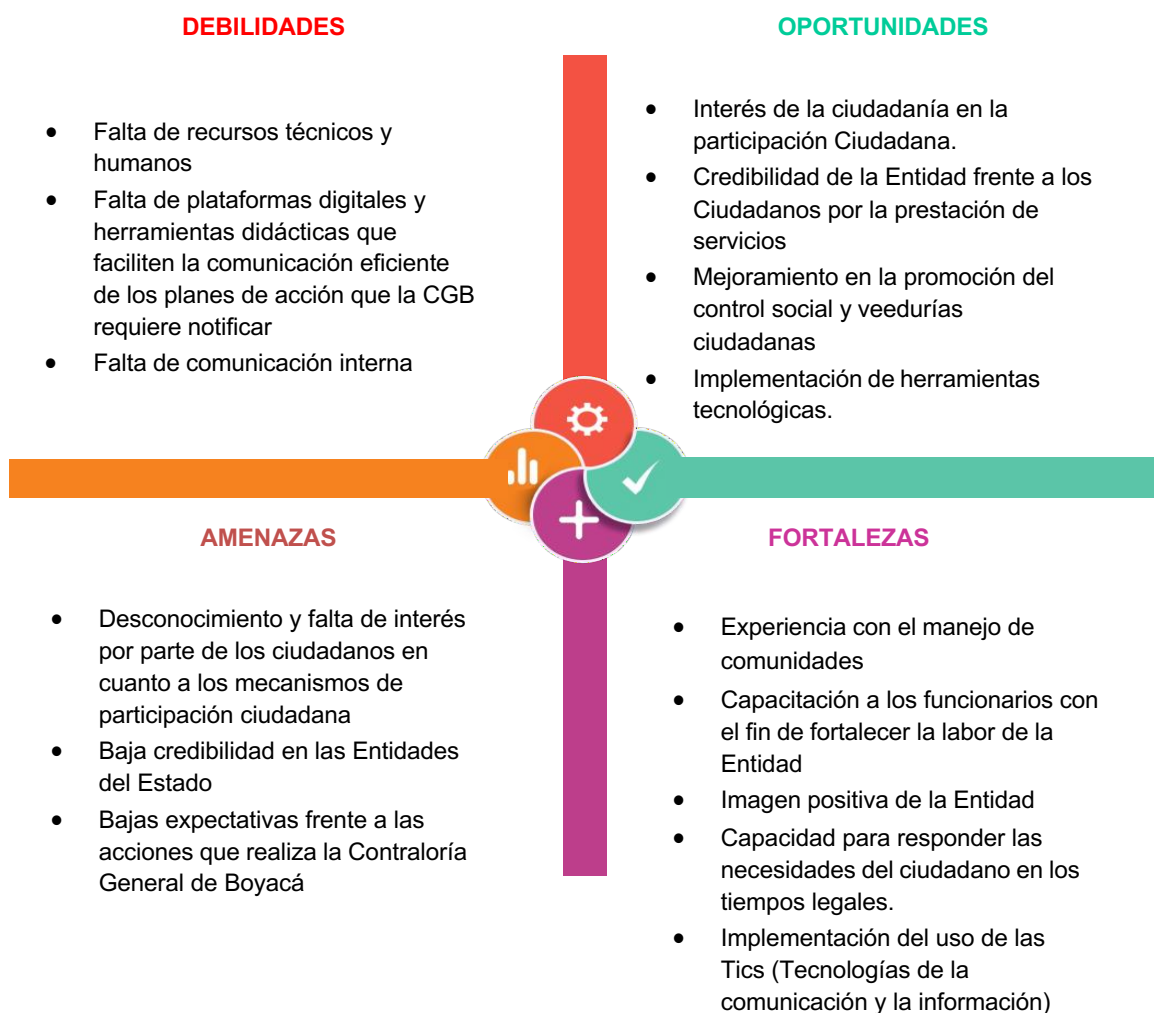 DEBILIDADES
• Falta de recursos técnicos y
humanos
• Falta de plataformas digitales y
herramientas didácticas que
faciliten la comunicación eficiente
de los planes de acción que la CGB
requiere notificar
• Falta de comunicación interna
OPORTUNIDADES
• Interés de la ciudadanía en la
participación Ciudadana.
• Credibilidad de la Entidad frente a los
Ciudadanos por la prestación de
servicios
• Mejoramiento en la promoción del
control social y veedurías
ciudadanas
• Implementación de herramientas
tecnológicas.
AMENAZAS
• Desconocimiento y falta de interés
por parte de los ciudadanos en
cuanto a los mecanismos de
participación ciudadana
• Baja credibilidad en las Entidades
del Estado
• Bajas expectativas frente a las
acciones que realiza la Contraloría
General de Boyacá
FORTALEZAS
• Experiencia con el manejo de
comunidades
• Capacitación a los funcionarios con
el fin de fortalecer la labor de la
Entidad
• Imagen positiva de la Entidad
• Capacidad para responder las
necesidades del ciudadano en los
tiempos legales.
• Implementación del uso de las
Tics (Tecnologías de la
comunicación y la información)